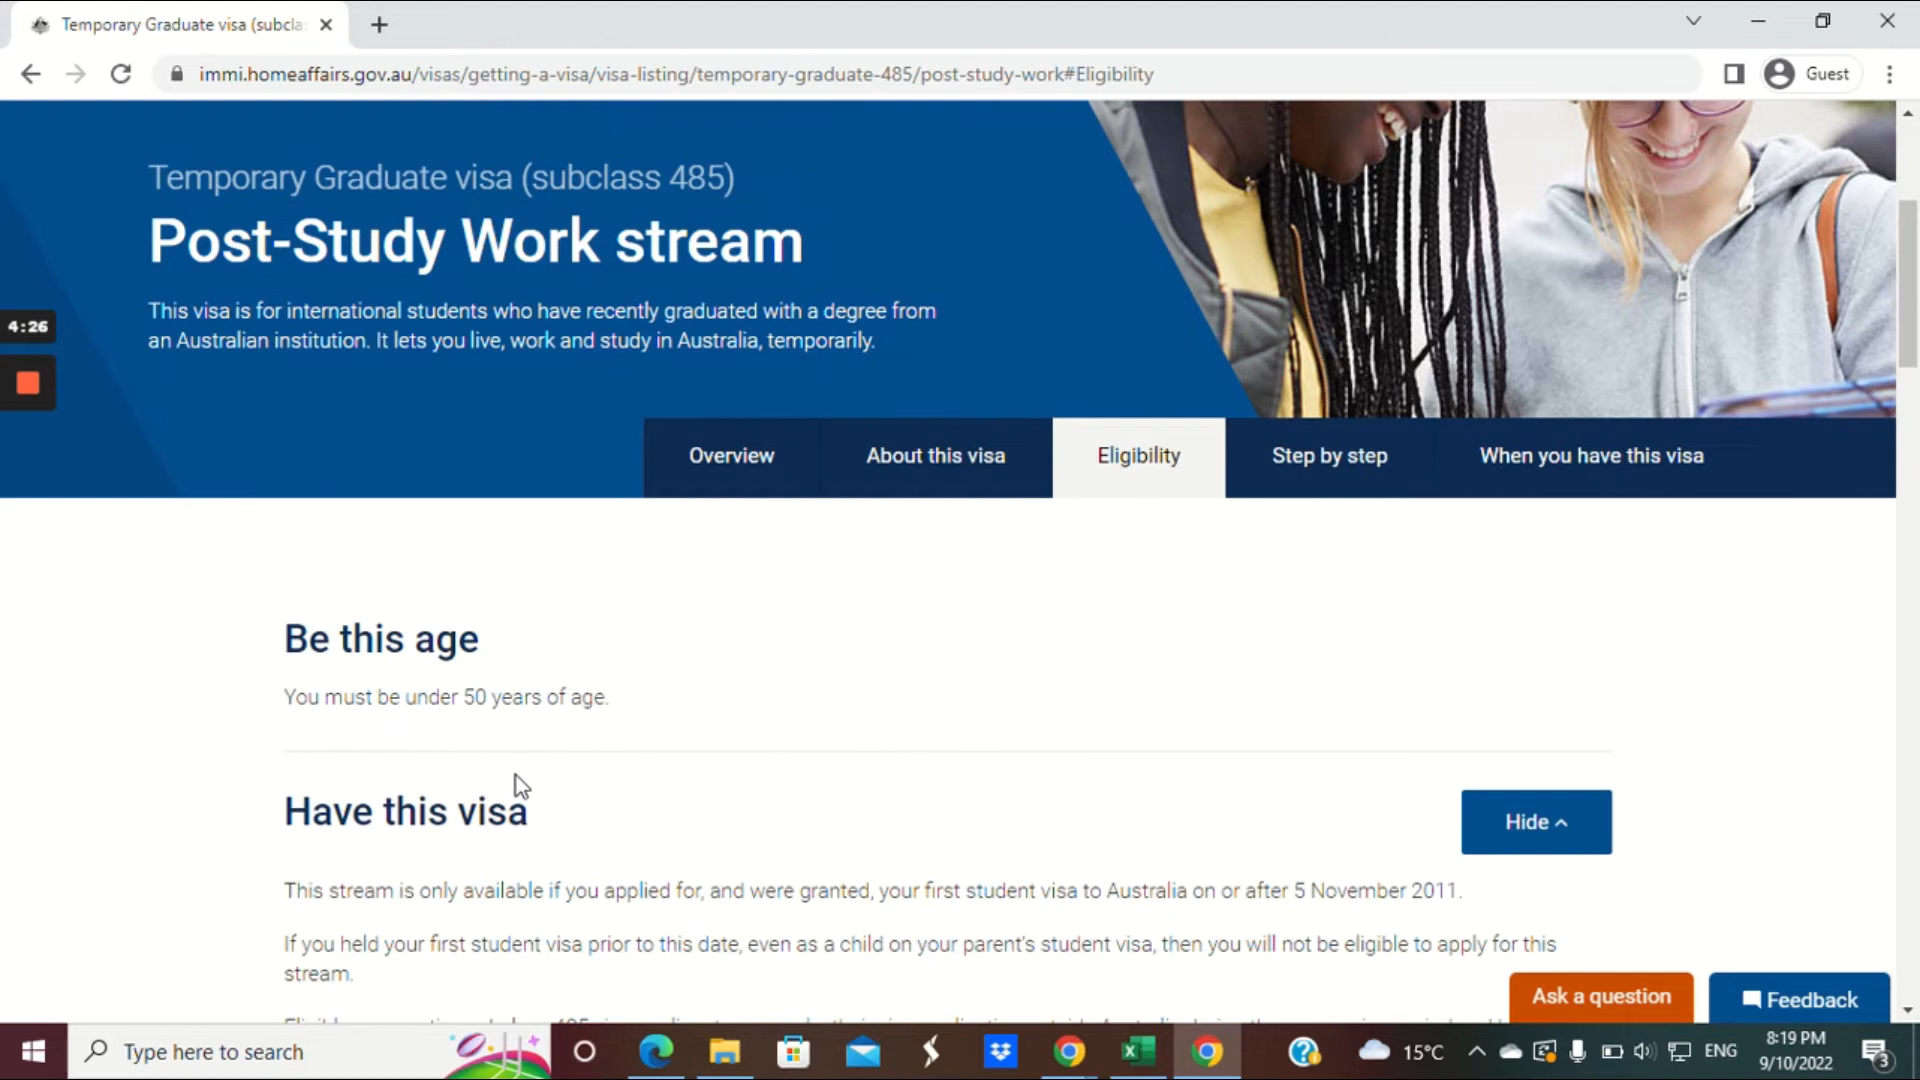 Temporary Graduate visa (subcla
immi.homeaffairs.gov.au/visas/getting-a-visa/visa-listing/temporary-graduate-485/post-study-work#Eligibility
Guest
Temporary Graduate visa (subclass 485)
Post-Study Work stream
This visa is for international students who have recently graduated with a degree from
an Australian institution. It lets you live, work and study in Australia, temporarily.
4:26
Overview
About this visa
Eligibility
Step by step
When you have this visa
Be this age
You must be under 50 years of age.
Have this visa
Hide
This stream is only available if you applied for, and were granted, your first student visa to Australia on or after 5 November 2011.
If you held your first student visa prior to this date, even as a child on your parent's student visa, then you will not be eligible to apply for this
stream.
Ask a question
Feedback
Type here to search
15°C
ENG
8:19 PM
9/10/2022
3